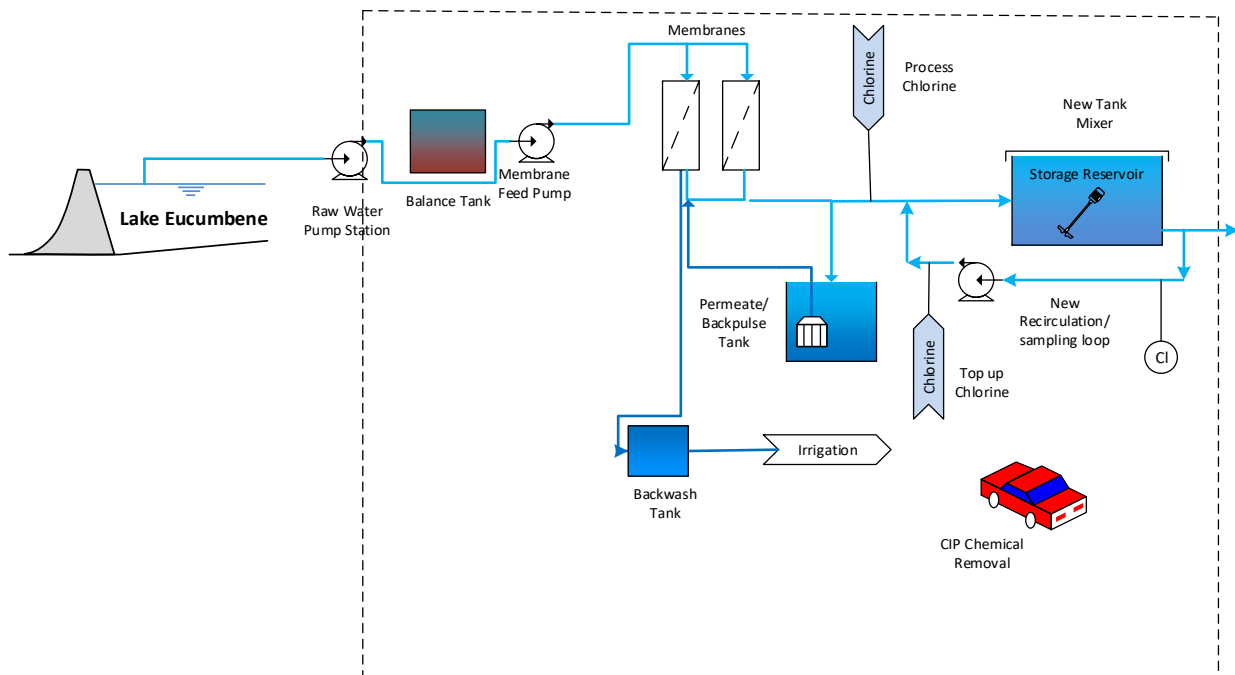 Membranes
Chlorine
Process
Chlorine
New Tank
Mixer
Storage Reservoir
Lake Eucumbene
Raw Water
Pump Station
Balance Tank
Membrane
Feed Pump
Permeate/
Backpulse
Tank
New
Recirculation/
sampling loop
Cl
Chlorine
Top up
Chlorine
Irrigation
Backwash
Tank
CIP Chemical
Removal